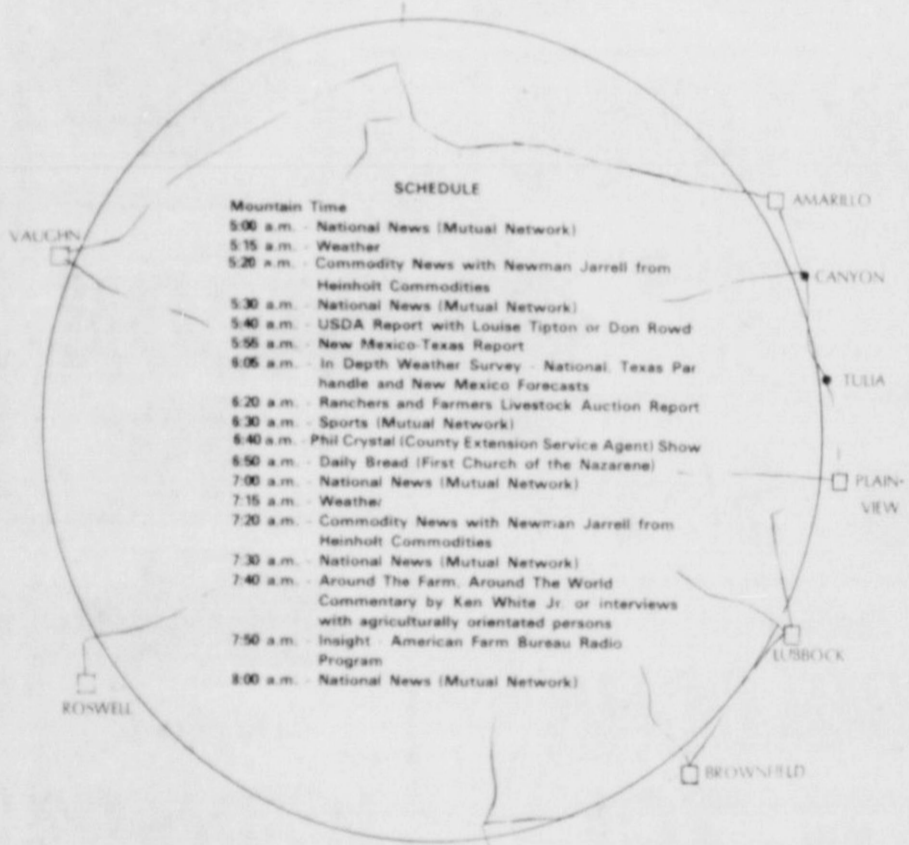 SCHEDULE
Mountain Time
5:00 a.m. - National News (Mutual Network)
5:15 a.m. - Weather
5:20 a.m. - Commodity News with Newman Jarrell from
Heinholt Commodities
5:30 a.m. - National News (Mutual Network)
5:40 a.m. - USDA Report with Louise Tipton or Don Rowd
5:55 a.m. - New Mexico-Texas Report
6:05 a.m. - In Depth Weather Survey - National, Texas Par
handle and New Mexico Forecasts
6:20 a.m. - Ranchers and Farmers Livestock Auction Report
6:30 a.m. - Sports (Mutual Network)
6:40 a.m. - Phil Crystal (County Extension Service Agent) Show
6:50 a.m. - Daily Bread (First Church of the Nazarene)
7:00 a.m. - National News (Mutual Network)
7:15 a.m. - Weather
7:20 a.m. - Commodity News with Newman Jarrell from
Heinholt Commodities
7:30 a.m. - National News (Mutual Network)
7:40 a.m. - Around The Farm, Around The World
Commentary by Ken White Jr. or interviews
with agriculturally orientated persons
7:50 a.m. - Insight - American Farm Bureau Radio
Program
8:00 a.m. - National News (Mutual Network)
VAUGHN
AMARILLO
CANYON
TULIA
PLAIN-
VIEW
LUBBOCK
ROSWELL
BROWNFIELD